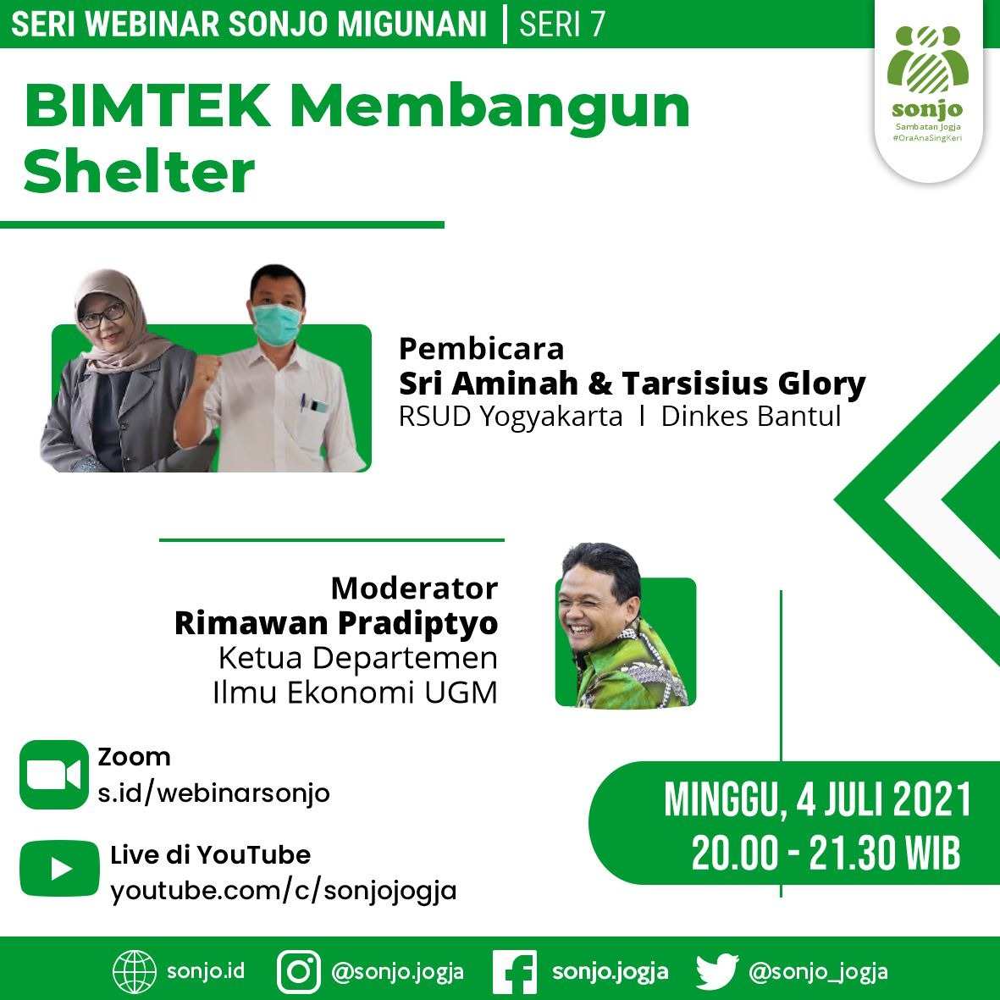 SERI WEBINAR SONJO MIGUNANI | SERI 7
sonjo
Sambatan Jogja
#OraAnaSingKeri
BIMTEK Membangun
Shelter
Pembicara
Sri Aminah & Tarsisius Glory
RSUD Yogyakarta l Dinkes Bantul
Moderator
Rimawan Pradiptyo
Ketua Departemen
Ilmu Ekonomi UGM
Zoom
s.id/webinarsonjo
Live di YouTube
youtube.com/c/sonjojogja
MINGGU, 4 JULI 2021
20.00 - 21.30 WIB
sonjo.id
@sonjo.jogja
sonjo.jogja
@sonjo_jogja